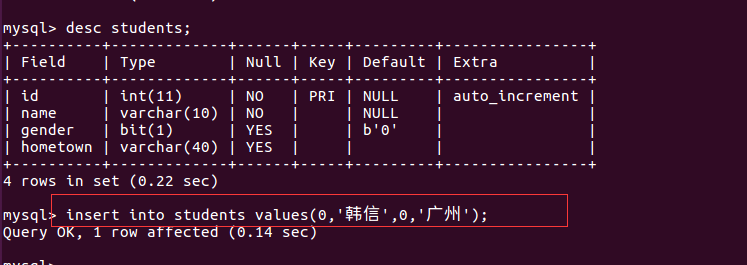 mysql> desc students;
+----------+-------------+------+-----+---------+----------------+
| Field    | Type        | Null | Key | Default | Extra          |
+----------+-------------+------+-----+---------+----------------+
| id       | int(11)     | NO   | PRI | NULL    | auto_increment |
| name     | varchar(10) | NO   |     | NULL    |                |
| gender   | bit(1)      | YES  |     | b'0'    |                |
| hometown | varchar(40) | YES  |     |         |                |
+----------+-------------+------+-----+---------+----------------+
4 rows in set (0.22 sec)
mysql> insert into students values(0,'韩信',0,'广州');
Query OK, 1 row affected (0.14 sec)
mysql>